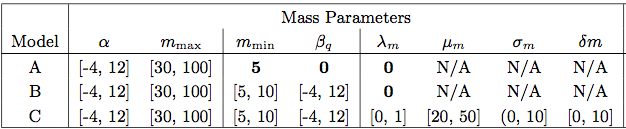 Mass Parameters
Model α m_max m_min β_q λ_m μ_m σ_m δm
A [-4, 12] [30, 100] 5 0 0 N/A N/A N/A
B [-4, 12] [30, 100] [5, 10] [-4, 12] 0 N/A N/A N/A
C [-4, 12] [30, 100] [5, 10] [-4, 12] [0, 1] [20, 50] (0, 10] [0, 10]